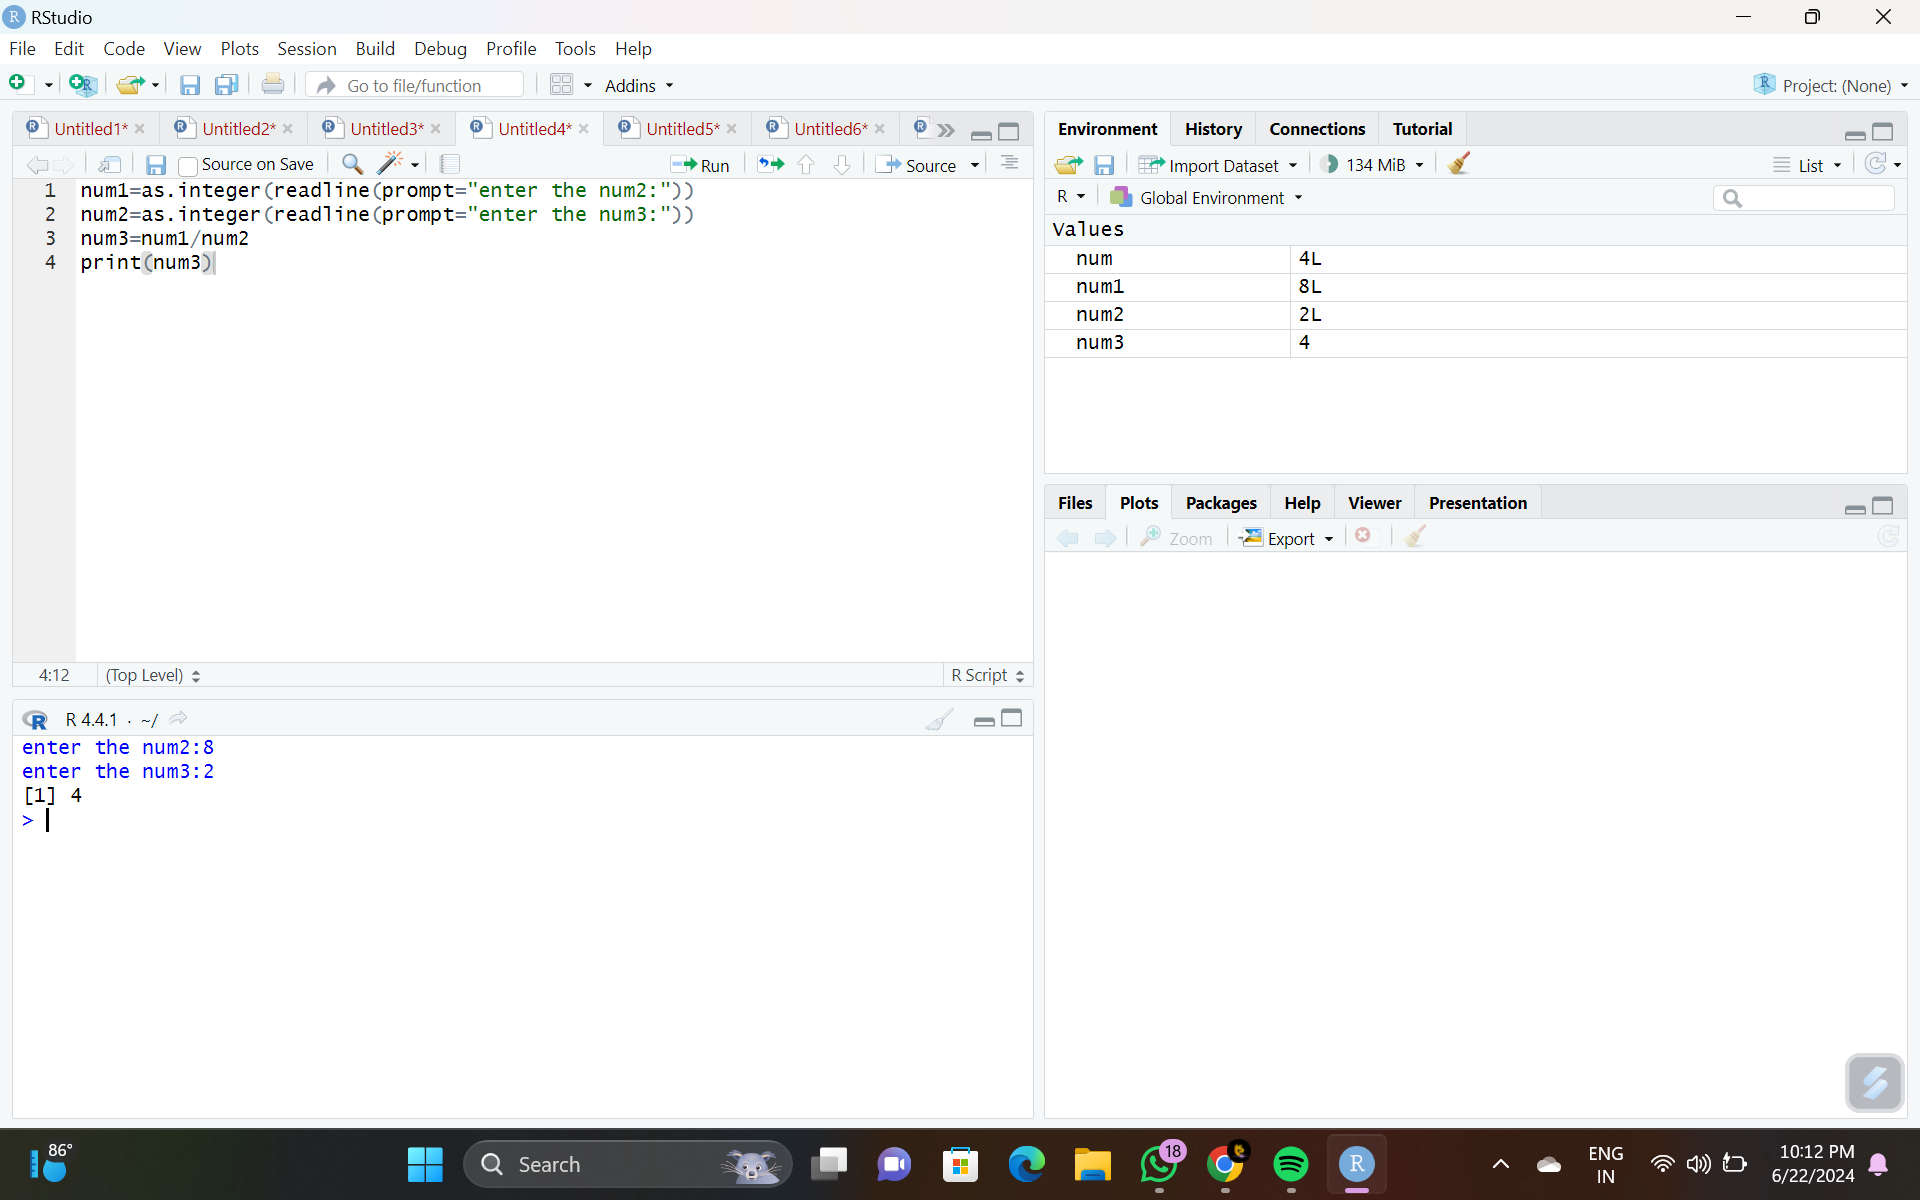 RStudio
File Edit Code View Plots Session Build Debug Profile Tools Help
Go to file/function Addins Project: (None)
Untitled1* Untitled2* Untitled3* Untitled4* Untitled5* Untitled6*
Source on Save Run Source
1 num1=as.integer(readline(prompt="enter the num2:"))
2 num2=as.integer(readline(prompt="enter the num3:"))
3 num3=num1/num2
4 print(num3)
4:12 (Top Level) R Script
R 4.4.1 · ~/
enter the num2:8
enter the num3:2
[1] 4
>
Environment History Connections Tutorial
Import Dataset 134 MiB List
R Global Environment
Values
num 4L
num1 8L
num2 2L
num3 4
Files Plots Packages Help Viewer Presentation
Zoom Export
86°
Search
18
ENG
IN
10:12 PM
6/22/2024